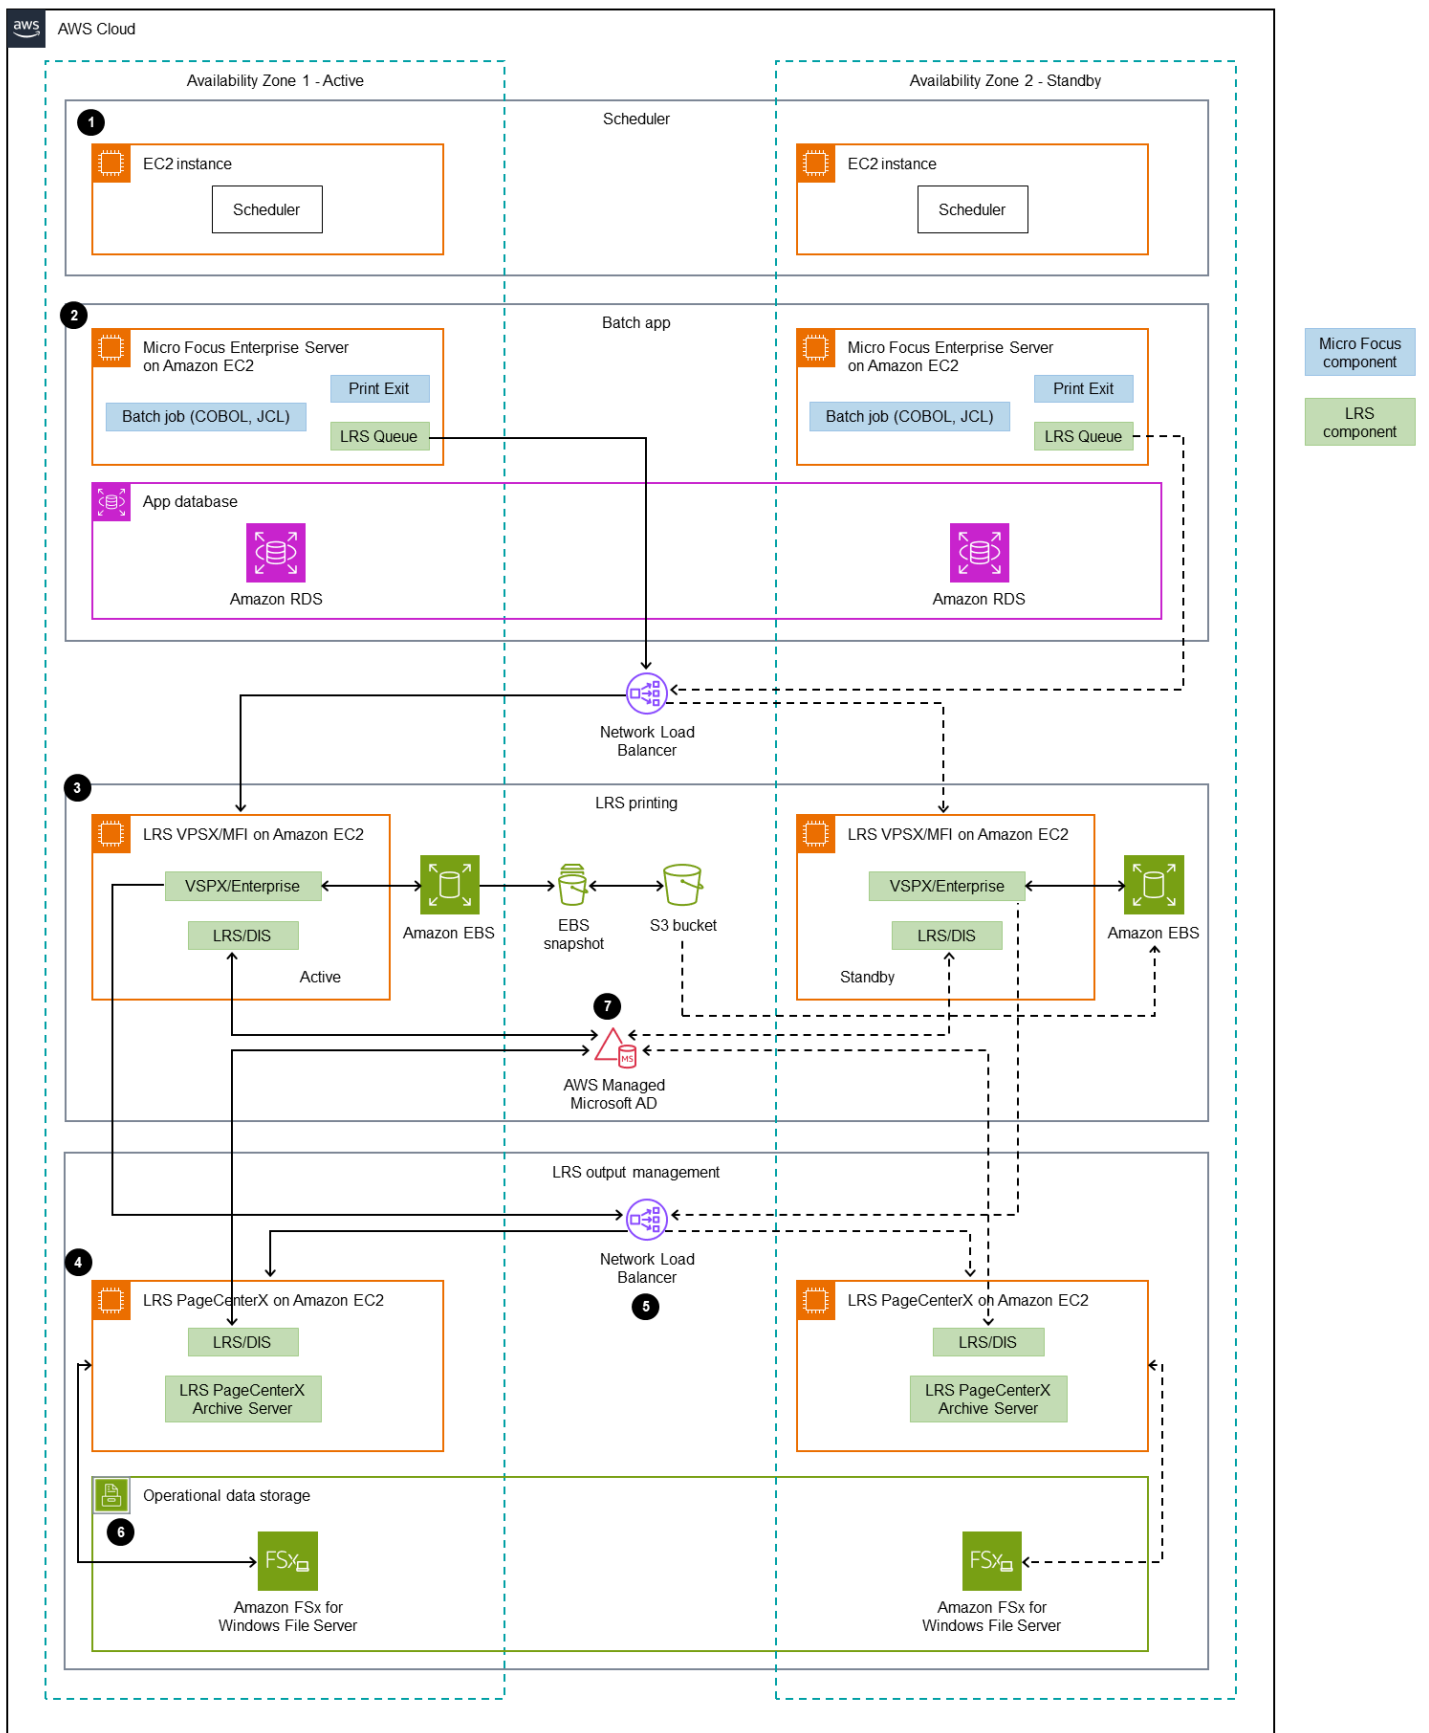 aws
AWS Cloud
Availability Zone 1 - Active
Availability Zone 2 - Standby
1
Scheduler
EC2 instance
Scheduler
EC2 instance
Scheduler
2
Batch app
Micro Focus Enterprise Server
on Amazon EC2
Print Exit
Batch job (COBOL, JCL)
LRS Queue
Micro Focus Enterprise Server
on Amazon EC2
Print Exit
Batch job (COBOL, JCL)
LRS Queue
Micro Focus
component
LRS
component
App database
Amazon RDS
Amazon RDS
Network Load
Balancer
3
LRS printing
LRS VPSX/MFI on Amazon EC2
VSPX/Enterprise
LRS/DIS
Active
Amazon EBS
EBS
snapshot
S3 bucket
LRS VPSX/MFI on Amazon EC2
VSPX/Enterprise
LRS/DIS
Standby
Amazon EBS
7
MS
AWS Managed
Microsoft AD
LRS output management
Network Load
Balancer
5
4
LRS PageCenterX on Amazon EC2
LRS/DIS
LRS PageCenterX
Archive Server
LRS PageCenterX on Amazon EC2
LRS/DIS
LRS PageCenterX
Archive Server
Operational data storage
6
FSx
Amazon FSx for
Windows File Server
FSx
Amazon FSx for
Windows File Server